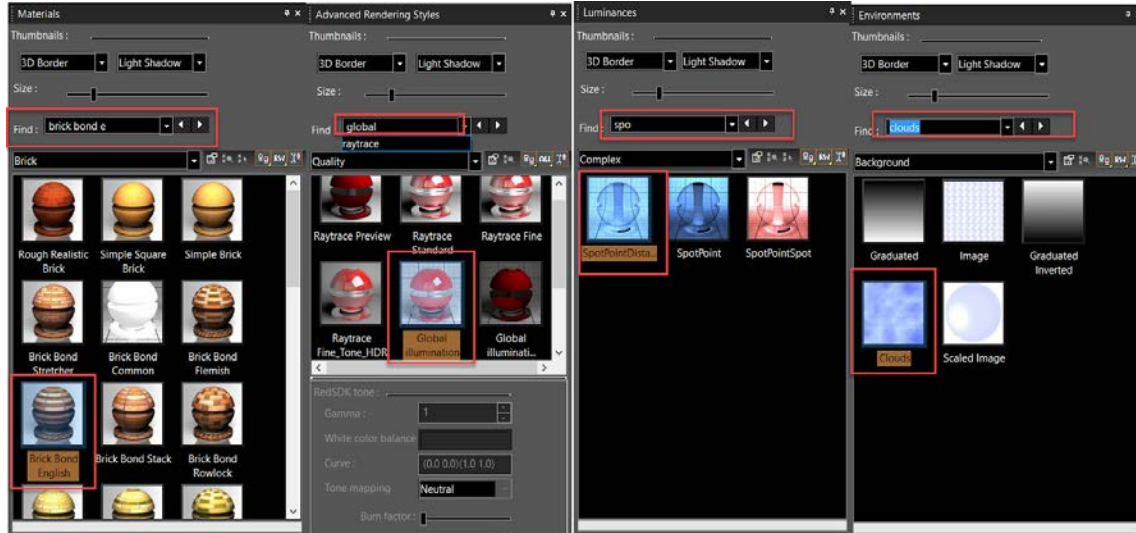 Materials
Thumbnails :
3D Border
Light Shadow
Size :
Find :
brick bond e
Brick
Rough Realistic
Brick
Simple Square
Brick
Simple Brick
Brick Bond
Stretcher
Brick Bond
Common
Brick Bond
Flemish
Brick Bond
English
Brick Bond Stack
Brick Bond
Rowlock
Advanced Rendering Styles
Thumbnails :
3D Border
Light Shadow
Size :
Find
global
raytrace
Quality
Raytrace Preview
Raytrace
Standard
Raytrace Fine
Raytrace
Fine_Tone_HDR
Global
illumination
Global
illuminati...
RedSDK tone :
Gamma :
1
White color balance
Curve :
(0.0 0.0)(1.0 1.0)
Tone mapping
Neutral
Burn factor :
Luminances
Thumbnails :
3D Border
Light Shadow
Size :
Find :
spo
Complex
SpotPointDista...
SpotPoint
SpotPointSpot
Environments
Thumbnails :
3D Border
Light Shadow
Size :
Find :
clouds
Background
Graduated
Image
Graduated
Inverted
Clouds
Scaled Image